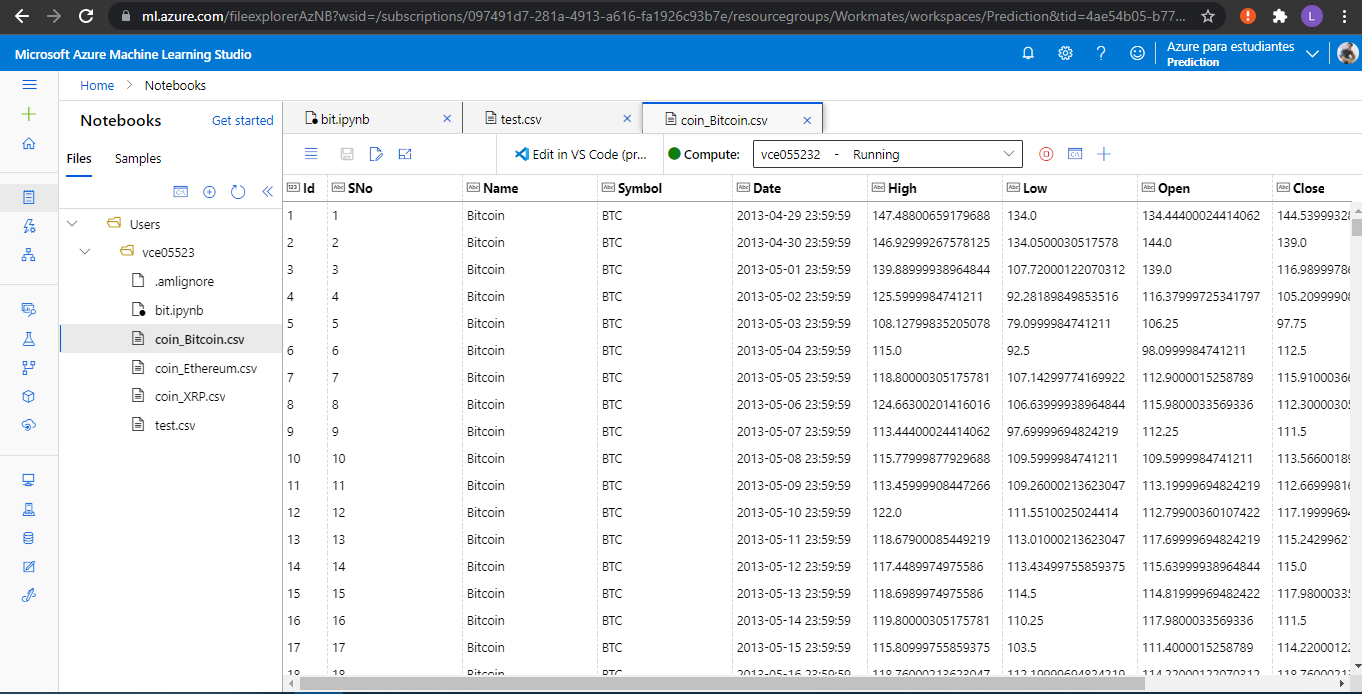 ml.azure.com/fileexplorerAzNB?wsid=/subscriptions/097491d7-281a-4913-a616-fa1926c93b7e/resourcegroups/Workmates/workspaces/Prediction&tid=4ae54b05-b77...
L
Microsoft Azure Machine Learning Studio
Azure para estudiantes
Prediction
Home > Notebooks
Notebooks
Get started
Files
Samples
Users
vce05523
.amlignore
bit.ipynb
coin_Bitcoin.csv
coin_Ethereum.csv
coin_XRP.csv
test.csv
bit.ipynb
test.csv
coin_Bitcoin.csv
Edit in VS Code (pr...
Compute:
vce055232 - Running
Id SNo Name Symbol Date High Low Open Close
1 1 Bitcoin BTC 2013-04-29 23:59:59 147.48800659179688 134.0 134.44400024414062 144.53999328
2 2 Bitcoin BTC 2013-04-30 23:59:59 146.92999267578125 134.0500030517578 144.0 139.0
3 3 Bitcoin BTC 2013-05-01 23:59:59 139.88999938964844 107.72000122070312 139.0 116.98999786
4 4 Bitcoin BTC 2013-05-02 23:59:59 125.5999984741211 92.28189849853516 116.37999725341797 105.20999908
5 5 Bitcoin BTC 2013-05-03 23:59:59 108.12799835205078 79.0999984741211 106.25 97.75
6 6 Bitcoin BTC 2013-05-04 23:59:59 115.0 92.5 98.0999984741211 112.5
7 7 Bitcoin BTC 2013-05-05 23:59:59 118.80000305175781 107.14299774169922 112.9000015258789 115.91000366
8 8 Bitcoin BTC 2013-05-06 23:59:59 124.66300201416016 106.63999938964844 115.9800033569336 112.30000305
9 9 Bitcoin BTC 2013-05-07 23:59:59 113.44400024414062 97.69999694824219 112.25 111.5
10 10 Bitcoin BTC 2013-05-08 23:59:59 115.77999877929688 109.5999984741211 109.5999984741211 113.56600189
11 11 Bitcoin BTC 2013-05-09 23:59:59 113.45999908447266 109.26000213623047 113.19999694824219 112.66999816
12 12 Bitcoin BTC 2013-05-10 23:59:59 122.0 111.5510025024414 112.79900360107422 117.19999694
13 13 Bitcoin BTC 2013-05-11 23:59:59 118.67900085449219 113.01000213623047 117.69999694824219 115.24299621
14 14 Bitcoin BTC 2013-05-12 23:59:59 117.4489974975586 113.43499755859375 115.63999938964844 115.0
15 15 Bitcoin BTC 2013-05-13 23:59:59 118.6989974975586 114.5 114.81999969482422 117.98000335
16 16 Bitcoin BTC 2013-05-14 23:59:59 119.80000305175781 110.25 117.9800033569336 111.5
17 17 Bitcoin BTC 2013-05-15 23:59:59 115.80999755859375 103.5 111.4000015258789 114.22000122
18 18 Bitcoin BTC 2013-05-16 23:59:59 118.76000213623047 112.19999694824219 114.22000122070312 118.76000213